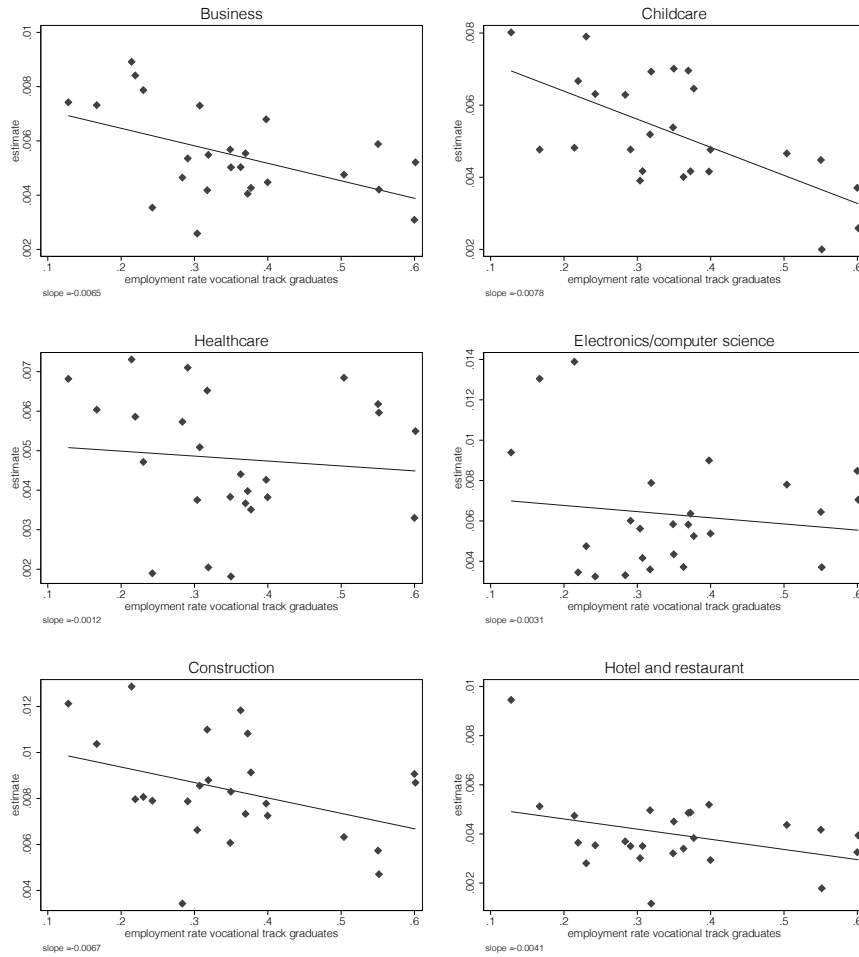 Business
estimate
.002 .004 .006 .008 .01
.1 .2 .3 .4 .5 .6
employment rate vocational track graduates
slope =-0.0065
Childcare
estimate
.002 .004 .006 .008
.1 .2 .3 .4 .5 .6
employment rate vocational track graduates
slope =-0.0078
Healthcare
estimate
.002 .003 .004 .005 .006 .007
.1 .2 .3 .4 .5 .6
employment rate vocational track graduates
slope =-0.0012
Electronics/computer science
estimate
.004 .006 .008 .01 .012 .014
.1 .2 .3 .4 .5 .6
employment rate vocational track graduates
slope =-0.0031
Construction
estimate
.004 .006 .008 .01 .012
.1 .2 .3 .4 .5 .6
employment rate vocational track graduates
slope =-0.0067
Hotel and restaurant
estimate
.002 .004 .006 .008 .01
.1 .2 .3 .4 .5 .6
employment rate vocational track graduates
slope =-0.0041